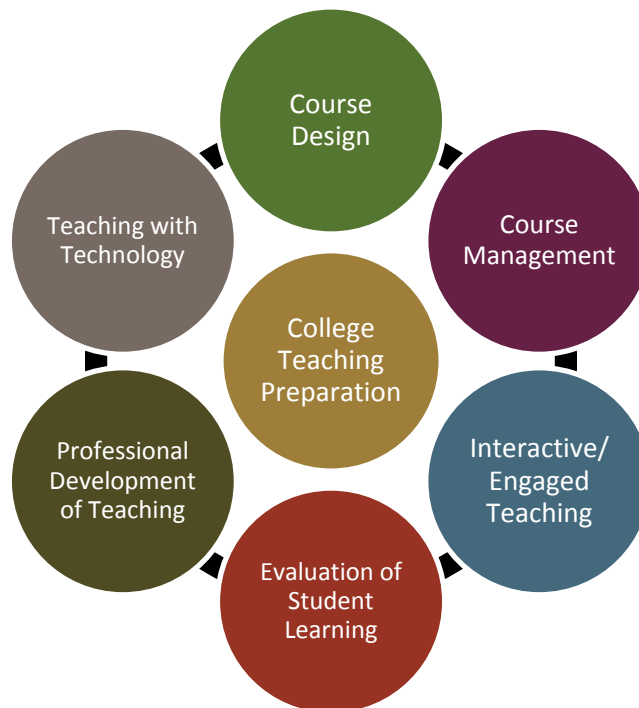 Course
Design
Teaching with
Technology
Course
Management
College
Teaching
Preparation
Professional
Development
of Teaching
Interactive/
Engaged
Teaching
Evaluation of
Student
Learning